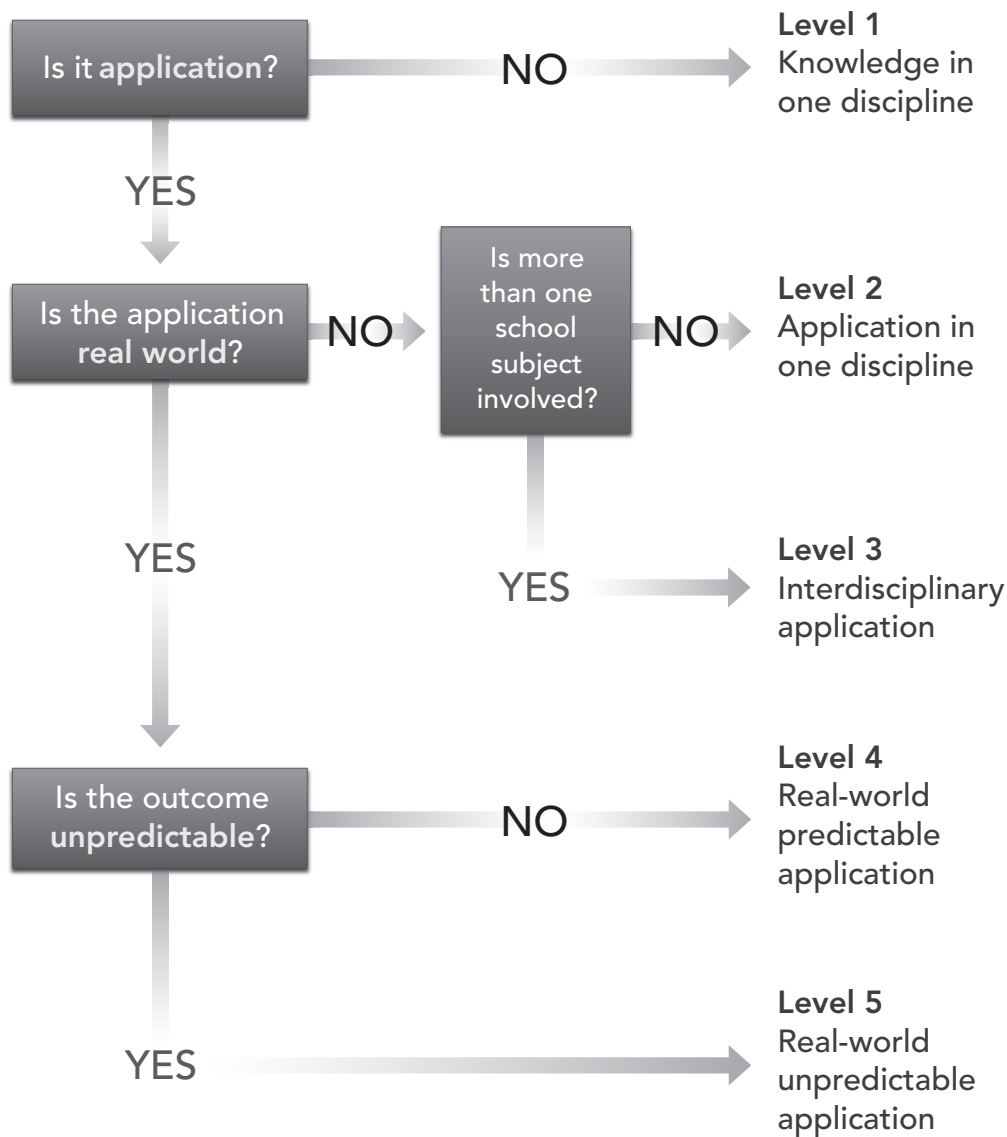 Is it application?
NO
Level 1
Knowledge in
one discipline
YES
Is the application
real world?
NO
Is more
than one
school
subject
involved?
NO
Level 2
Application in
one discipline
YES
YES
Level 3
Interdisciplinary
application
Is the outcome
unpredictable?
NO
Level 4
Real-world
predictable
application
YES
Level 5
Real-world
unpredictable
application